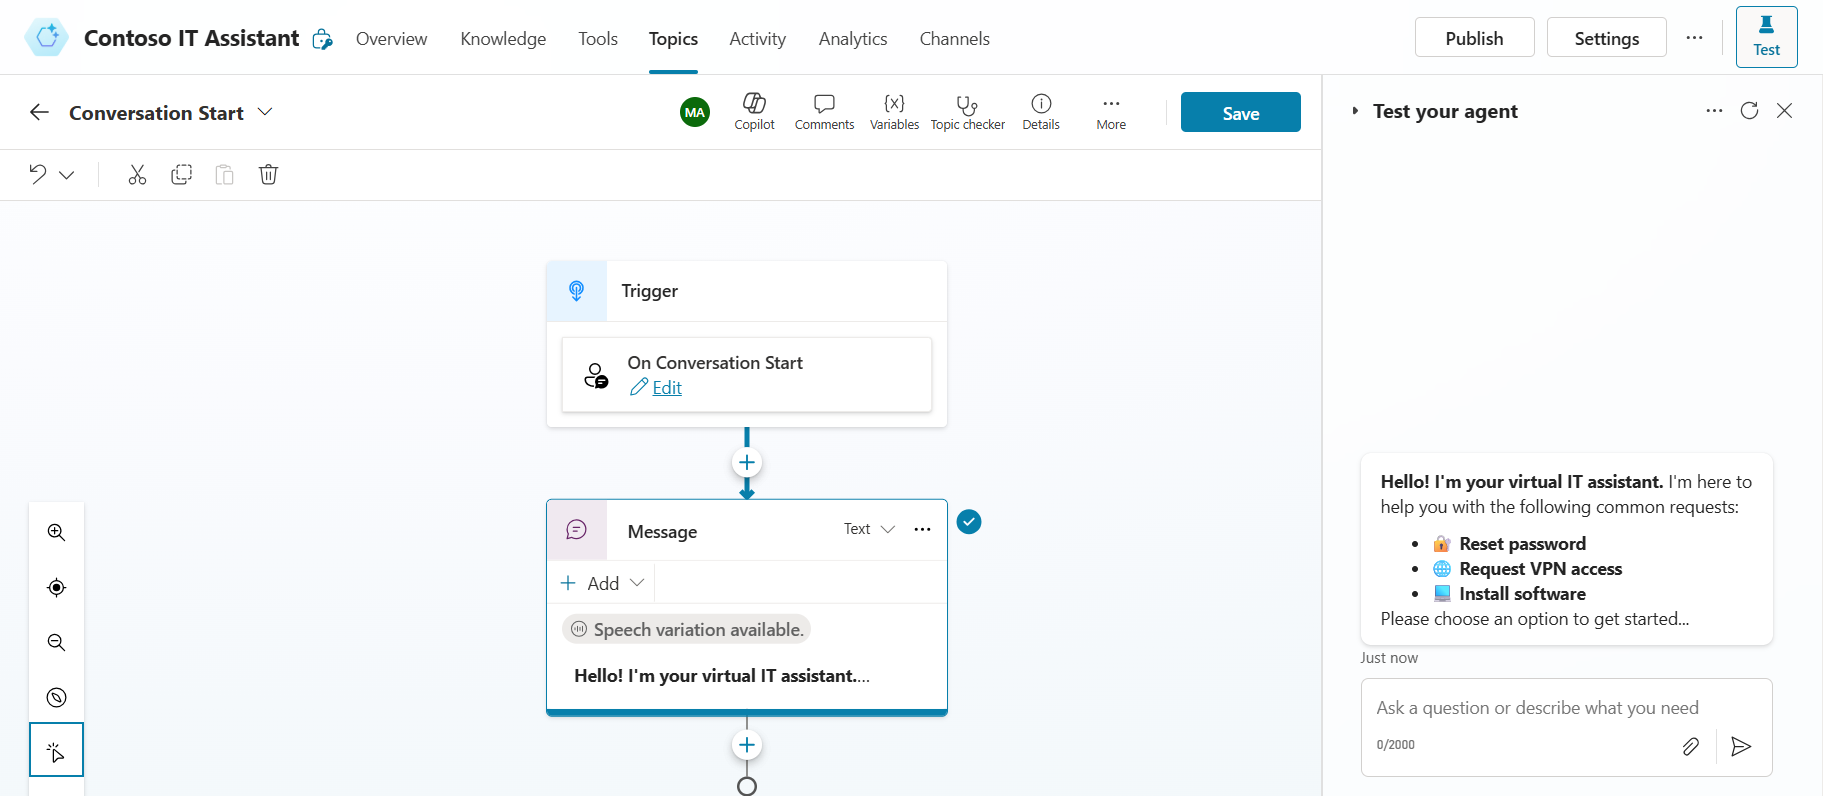 Contoso IT Assistant
Overview
Knowledge
Tools
Topics
Activity
Analytics
Channels
Publish
Settings
Test
Conversation Start
MA
Copilot
Comments
Variables
Topic checker
Details
More
Save
Test your agent
Trigger
On Conversation Start
Edit
Message
Text
Add
Speech variation available.
Hello! I'm your virtual IT assistant....
Hello! I'm your virtual IT assistant. I'm here to
help you with the following common requests:
• 🔐 Reset password
• 🌐 Request VPN access
• 💻 Install software
Please choose an option to get started...
Just now
Ask a question or describe what you need
0/2000